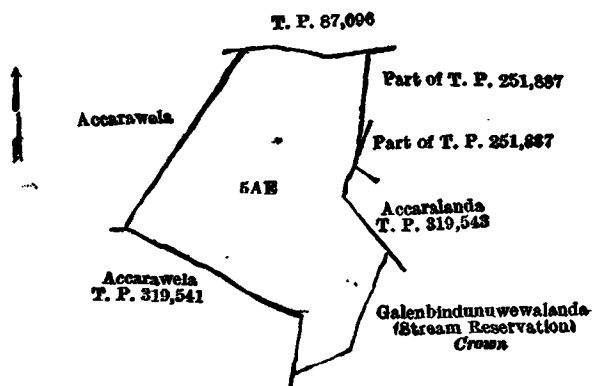 T. P. 87,096
Part of T. P. 251,887
Accarawela
Part of T. P. 251,887
5AE
Accaralanda
T. P. 319,543
Accarawela
T. P. 319,541
Galenbindunuwewalanda
(Stream Reservation)
Crown